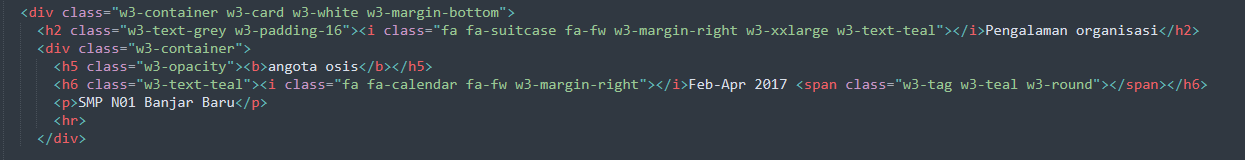 <div class="w3-container w3-card w3-white w3-margin-bottom">
<h2 class="w3-text-grey w3-padding-16"><i class="fa fa-suitcase fa-fw w3-margin-right w3-xxlarge w3-text-teal"></i>Pengalaman organisasi</h2>
<div class="w3-container">
<h5 class="w3-opacity"><b>angota osis</b></h5>
<h6 class="w3-text-teal"><i class="fa fa-calendar fa-fw w3-margin-right"></i>Feb-Apr 2017 <span class="w3-tag w3-teal w3-round"></span></h6>
<p>SMP N01 Banjar Baru</p>
<hr>
</div>